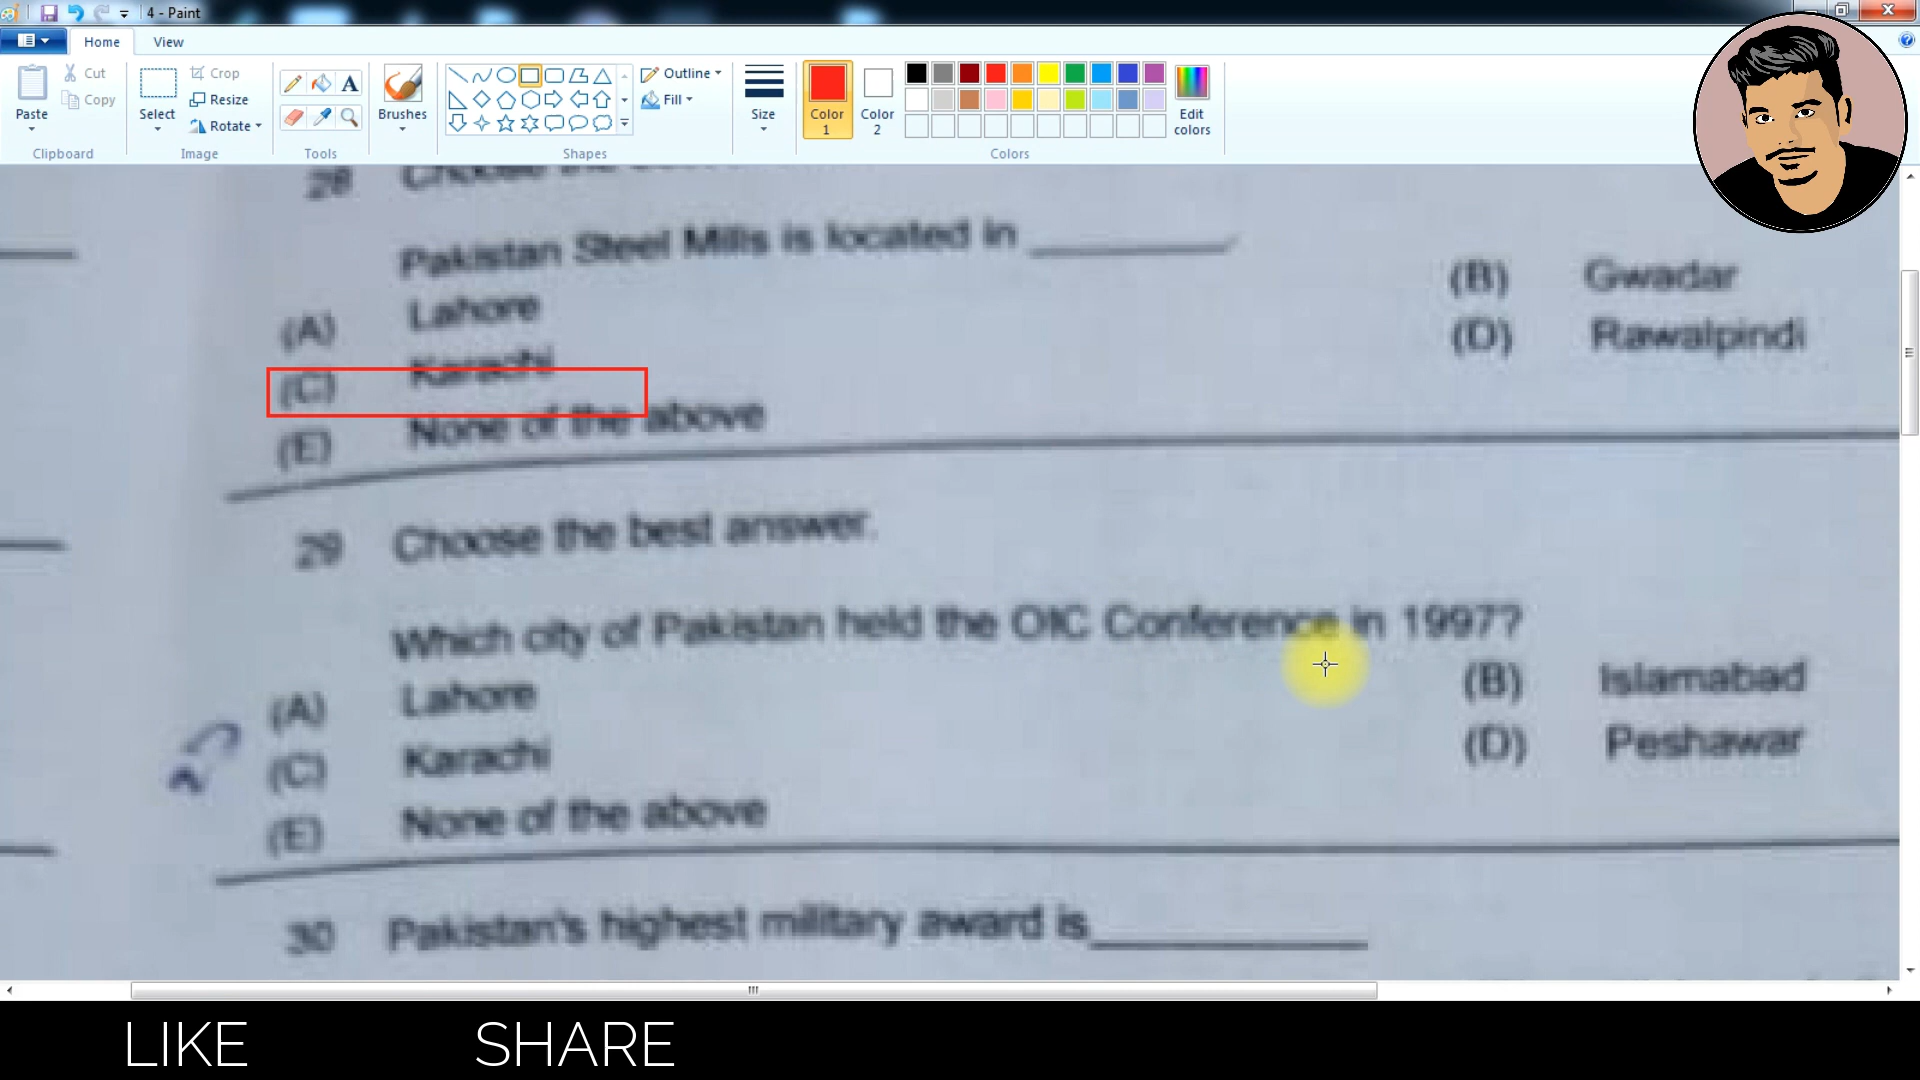 4 - Paint
Home View
Paste
Cut
Copy
Clipboard
Select
Crop
Resize
Rotate
Image
Tools
Brushes
Shapes
Outline
Fill
Size
Color 1
Color 2
Edit colors
Colors
28 Choose the
Pakistan Steel Mills is located in
(A) Lahore
(B) Gwadar
(C) Karachi
(D) Rawalpindi
(E) None of the above
29 Choose the best answer.
Which city of Pakistan held the OIC Conference in 1997?
(A) Lahore
(B) Islamabad
(C) Karachi
(D) Peshawar
(E) None of the above
30 Pakistan's highest military award is
LIKE SHARE